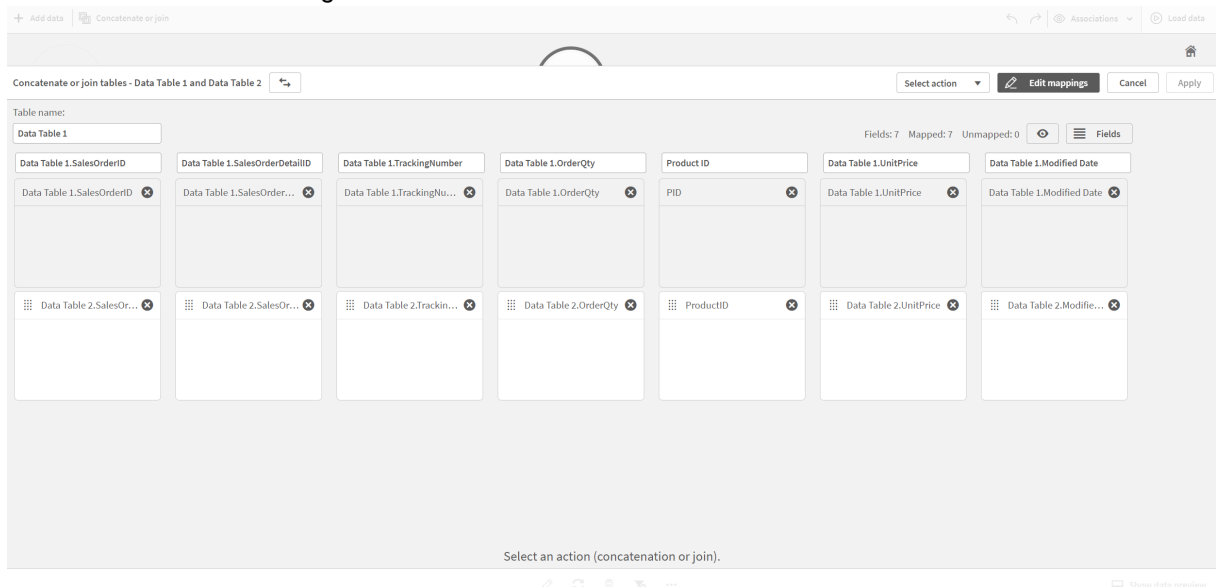 Add data Concatenate or join Associations Load data
Concatenate or join tables - Data Table 1 and Data Table 2 Select action Edit mappings Cancel Apply
Table name:
Data Table 1 Fields: 7 Mapped: 7 Unmapped: 0 Fields
Data Table 1.SalesOrderID Data Table 1.SalesOrderDetailID Data Table 1.TrackingNumber Data Table 1.OrderQty Product ID Data Table 1.UnitPrice Data Table 1.Modified Date
Data Table 1.SalesOrderID Data Table 1.SalesOrder... Data Table 1.TrackingNu... Data Table 1.OrderQty PID Data Table 1.UnitPrice Data Table 1.Modified Date
Data Table 2.SalesOr... Data Table 2.SalesOr... Data Table 2.Trackin... Data Table 2.OrderQty ProductID Data Table 2.UnitPrice Data Table 2.Modifie...
Select an action (concatenation or join).
Show data preview